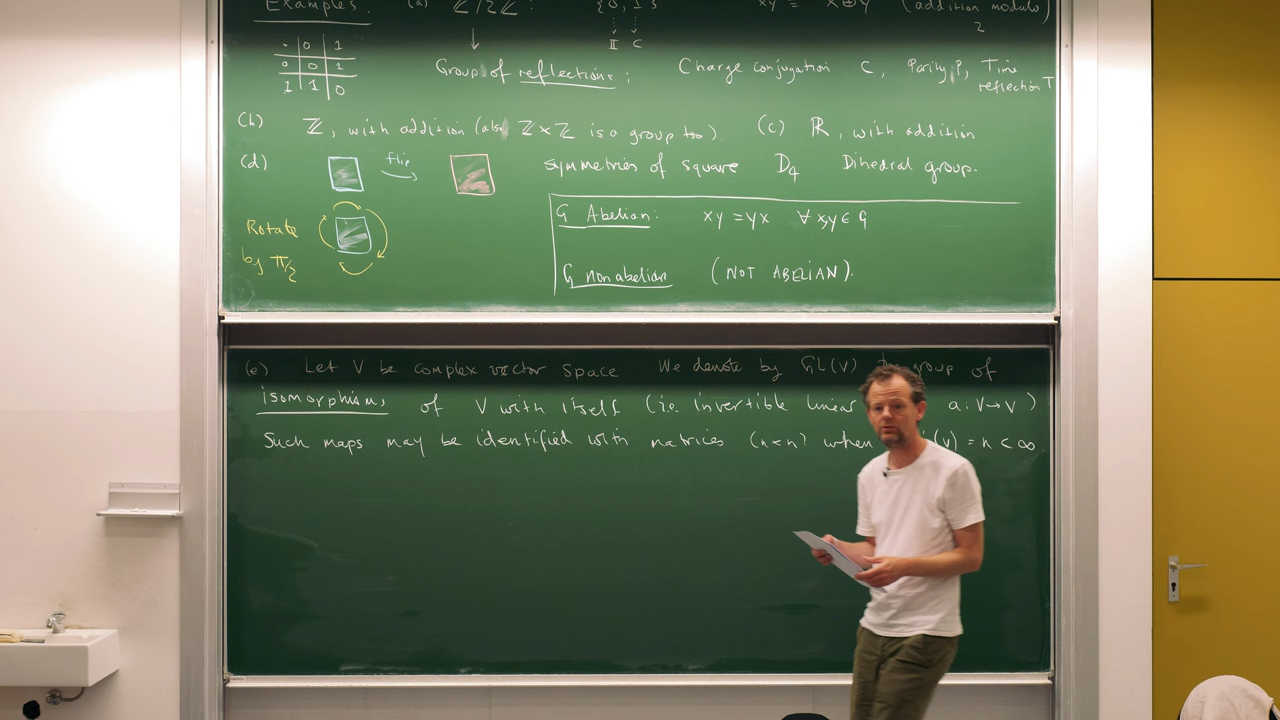 Examples: (a) ℤ/2ℤ : {0, 1} xy = x⊕y (addition modulo 2)
𝟙 C
· 0 1
0 0 1
1 1 0
Group of reflections; Charge conjugation C, Parity P, Time reflection T
(b) ℤ, with addition (also ℤ×ℤ is a group too). (c) ℝ, with addition
(d) flip symmetries of square D4 Dihedral group.
Rotate by π/2
G Abelian: xy = yx ∀x,y ∈ G
G nonabelian (NOT ABELIAN).
(e) Let V be complex vector space We denote by GL(V) group of
isomorphisms of V with itself (i.e. invertible linear a: V→V)
Such maps may be identified with matrices (n×n) when (V) = n < ∞.